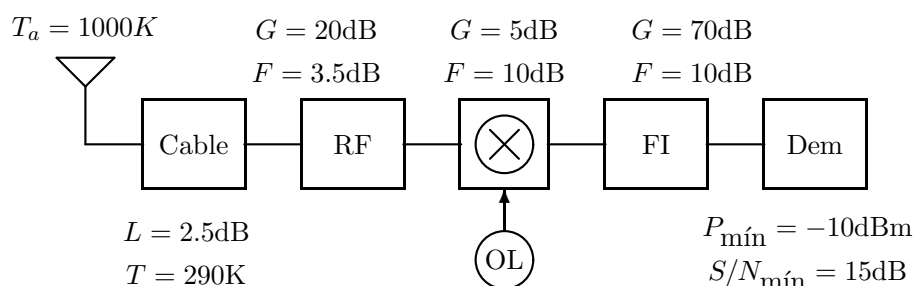 T_a = 1000K
G = 20dB
F = 3.5dB
G = 5dB
F = 10dB
G = 70dB
F = 10dB
Cable
RF
FI
Dem
OL
L = 2.5dB
T = 290K
P_mín = −10dBm
S/N_mín = 15dB